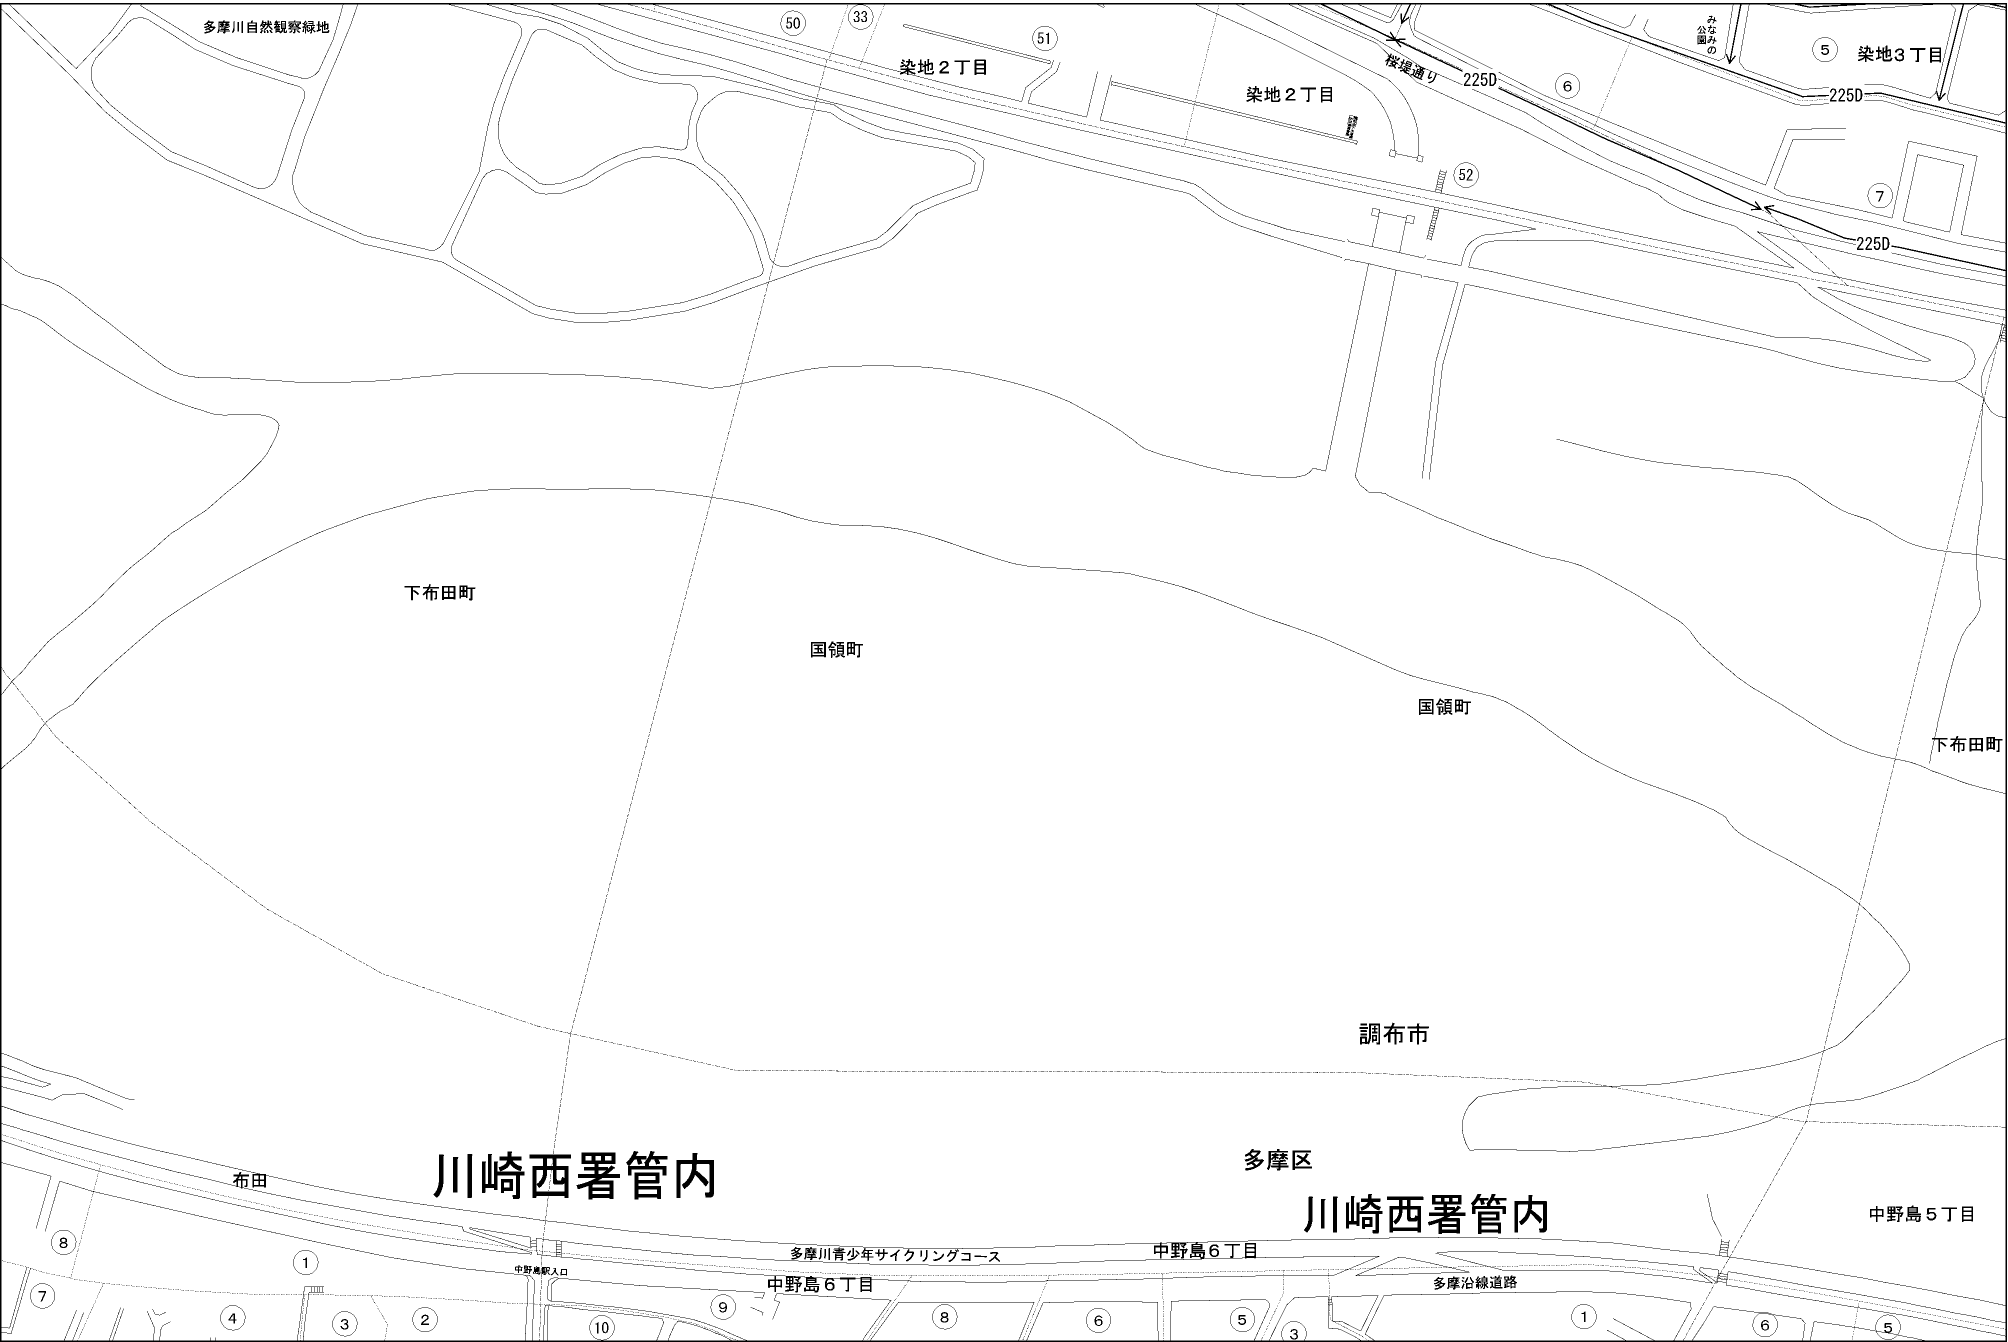 多摩川自然観察緑地
50
33
51
染地２丁目
染地２丁目
桜堤通り
225D
6
みなみの
公園
5
染地３丁目
225D
52
7
225D
下布田町
国領町
国領町
下布田町
調布市
多摩区
川崎西署管内
川崎西署管内
布田
中野島５丁目
多摩川青少年サイクリングコース
中野島６丁目
中野島駅入口
中野島６丁目
多摩沿線道路
8
1
7
4
3
2
9
10
8
6
5
3
1
6
5